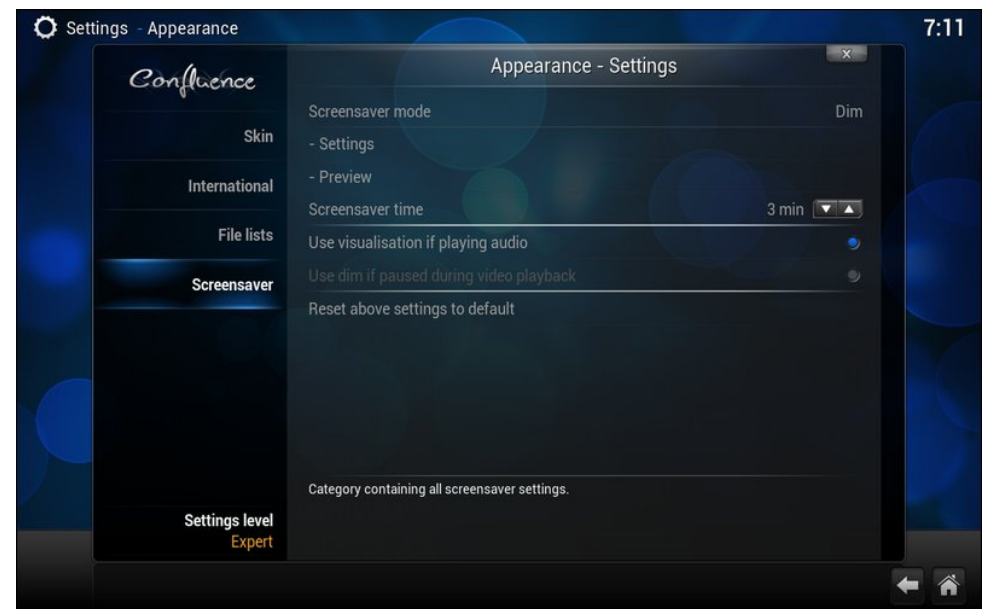 Settings - Appearance
7:11
Confluence
Appearance - Settings
x
Skin
International
File lists
Screensaver
Screensaver mode Dim
- Settings
- Preview
Screensaver time 3 min
Use visualisation if playing audio
Use dim if paused during video playback
Reset above settings to default
Category containing all screensaver settings.
Settings level
Expert